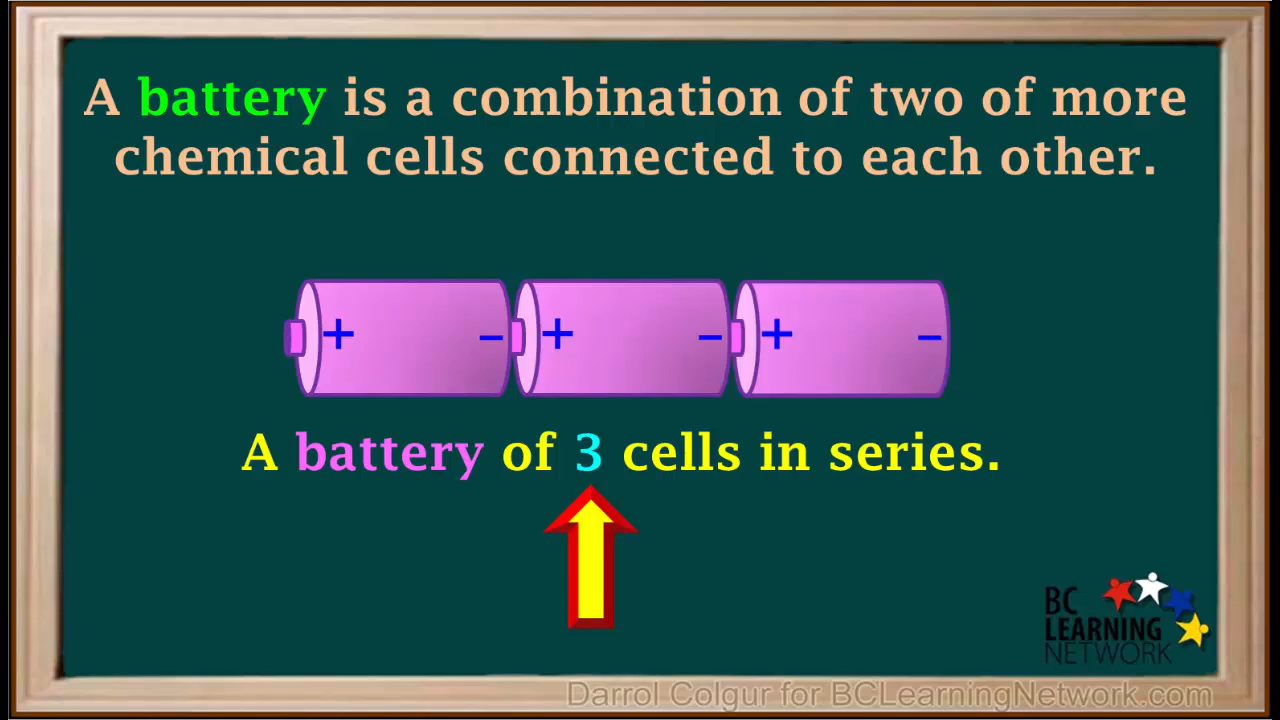 A battery is a combination of two of more
chemical cells connected to each other.
+ – + – + –
A battery of 3 cells in series.
BC
LEARNING
NETWORK
Darrol Colgur for BCLearningNetwork.com